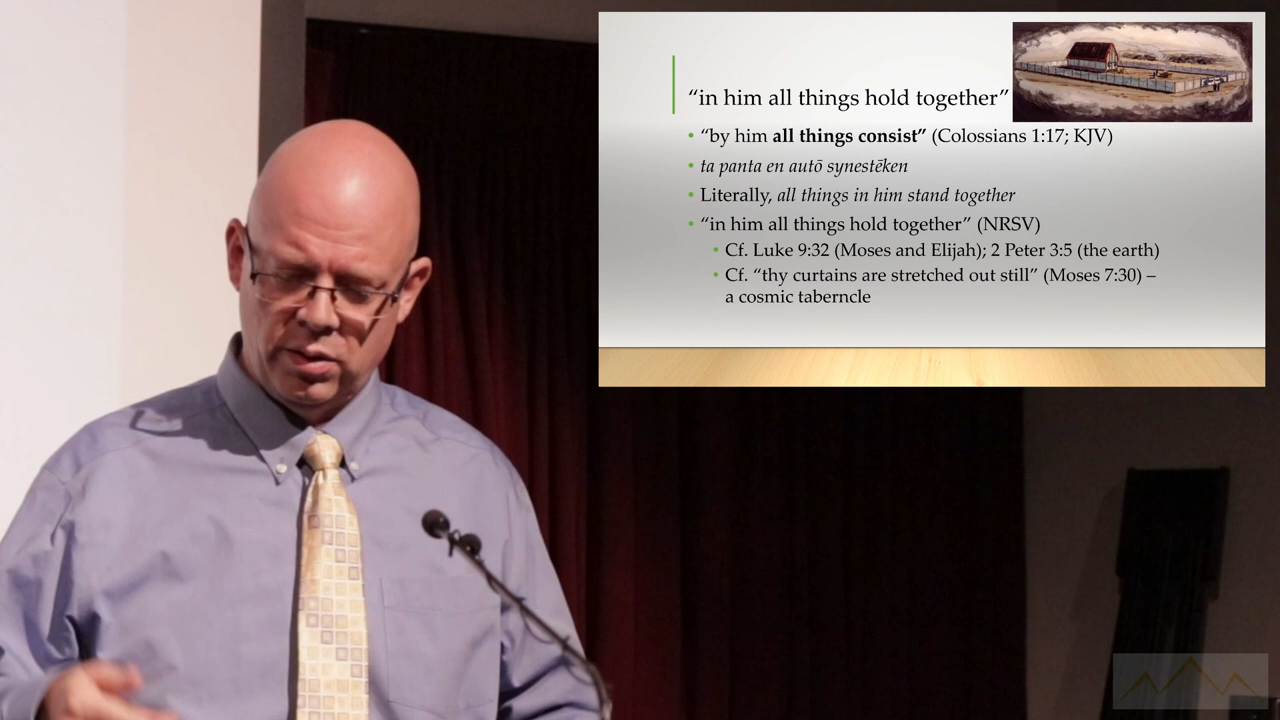 “in him all things hold together”
• “by him all things consist” (Colossians 1:17; KJV)
• ta panta en autō synestēken
• Literally, all things in him stand together
• “in him all things hold together” (NRSV)
• Cf. Luke 9:32 (Moses and Elijah); 2 Peter 3:5 (the earth)
• Cf. “thy curtains are stretched out still” (Moses 7:30) –
a cosmic taberncle